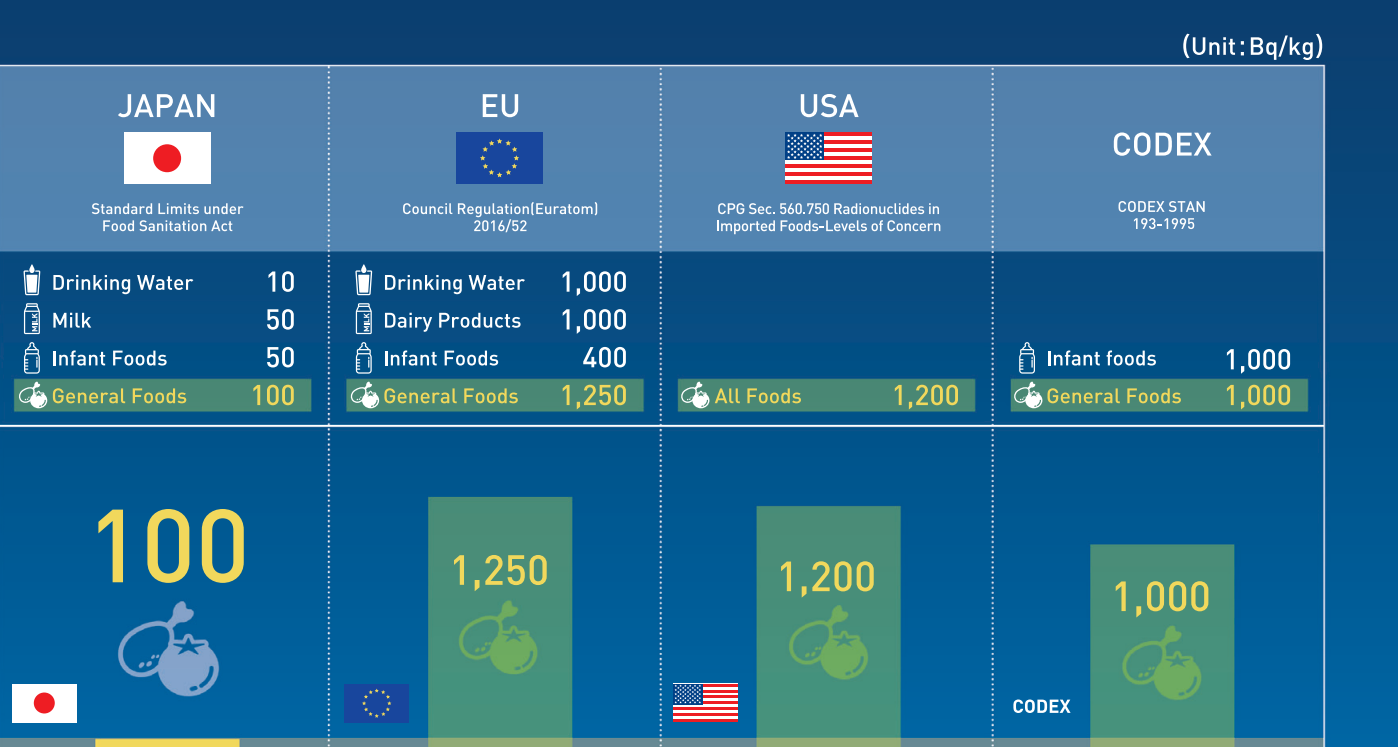 (Unit:Bq/kg)
JAPAN
Standard Limits under
Food Sanitation Act
EU
Council Regulation(Euratom)
2016/52
USA
CPG Sec. 560.750 Radionuclides in
Imported Foods-Levels of Concern
CODEX
CODEX STAN
193-1995
Drinking Water 10
MILK Milk 50
Infant Foods 50
General Foods 100
Drinking Water 1,000
MILK Dairy Products 1,000
Infant Foods 400
General Foods 1,250
All Foods 1,200
Infant foods 1,000
General Foods 1,000
100
1,250
1,200
1,000
CODEX